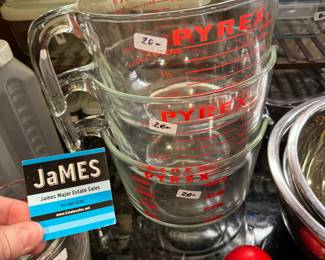 PYREX
20-
PYREX
20-
PYREX
20-
JaMES
James Major Estate Sales